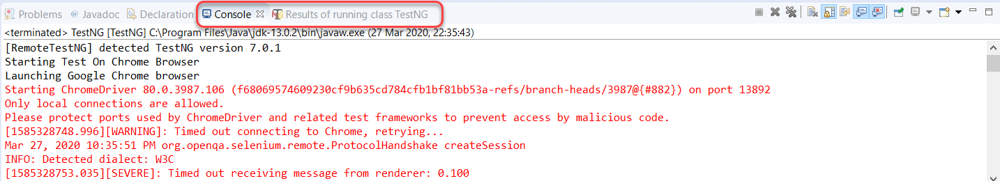 Problems @ Javadoc Declaration Console Results of running class TestNG
<terminated> TestNG [TestNG] C:\Program Files\Java\jdk-13.0.2\bin\javaw.exe (27 Mar 2020, 22:35:43)
[RemoteTestNG] detected TestNG version 7.0.1
Starting Test On Chrome Browser
Launching Google Chrome browser
Starting ChromeDriver 80.0.3987.106 (f68069574609230cf9b635cd784cfb1bf81bb53a-refs/branch-heads/3987@{#882}) on port 13892
Only local connections are allowed.
Please protect ports used by ChromeDriver and related test frameworks to prevent access by malicious code.
[1585328748.996][WARNING]: Timed out connecting to Chrome, retrying...
Mar 27, 2020 10:35:51 PM org.openqa.selenium.remote.ProtocolHandshake createSession
INFO: Detected dialect: W3C
[1585328753.035][SEVERE]: Timed out receiving message from renderer: 0.100